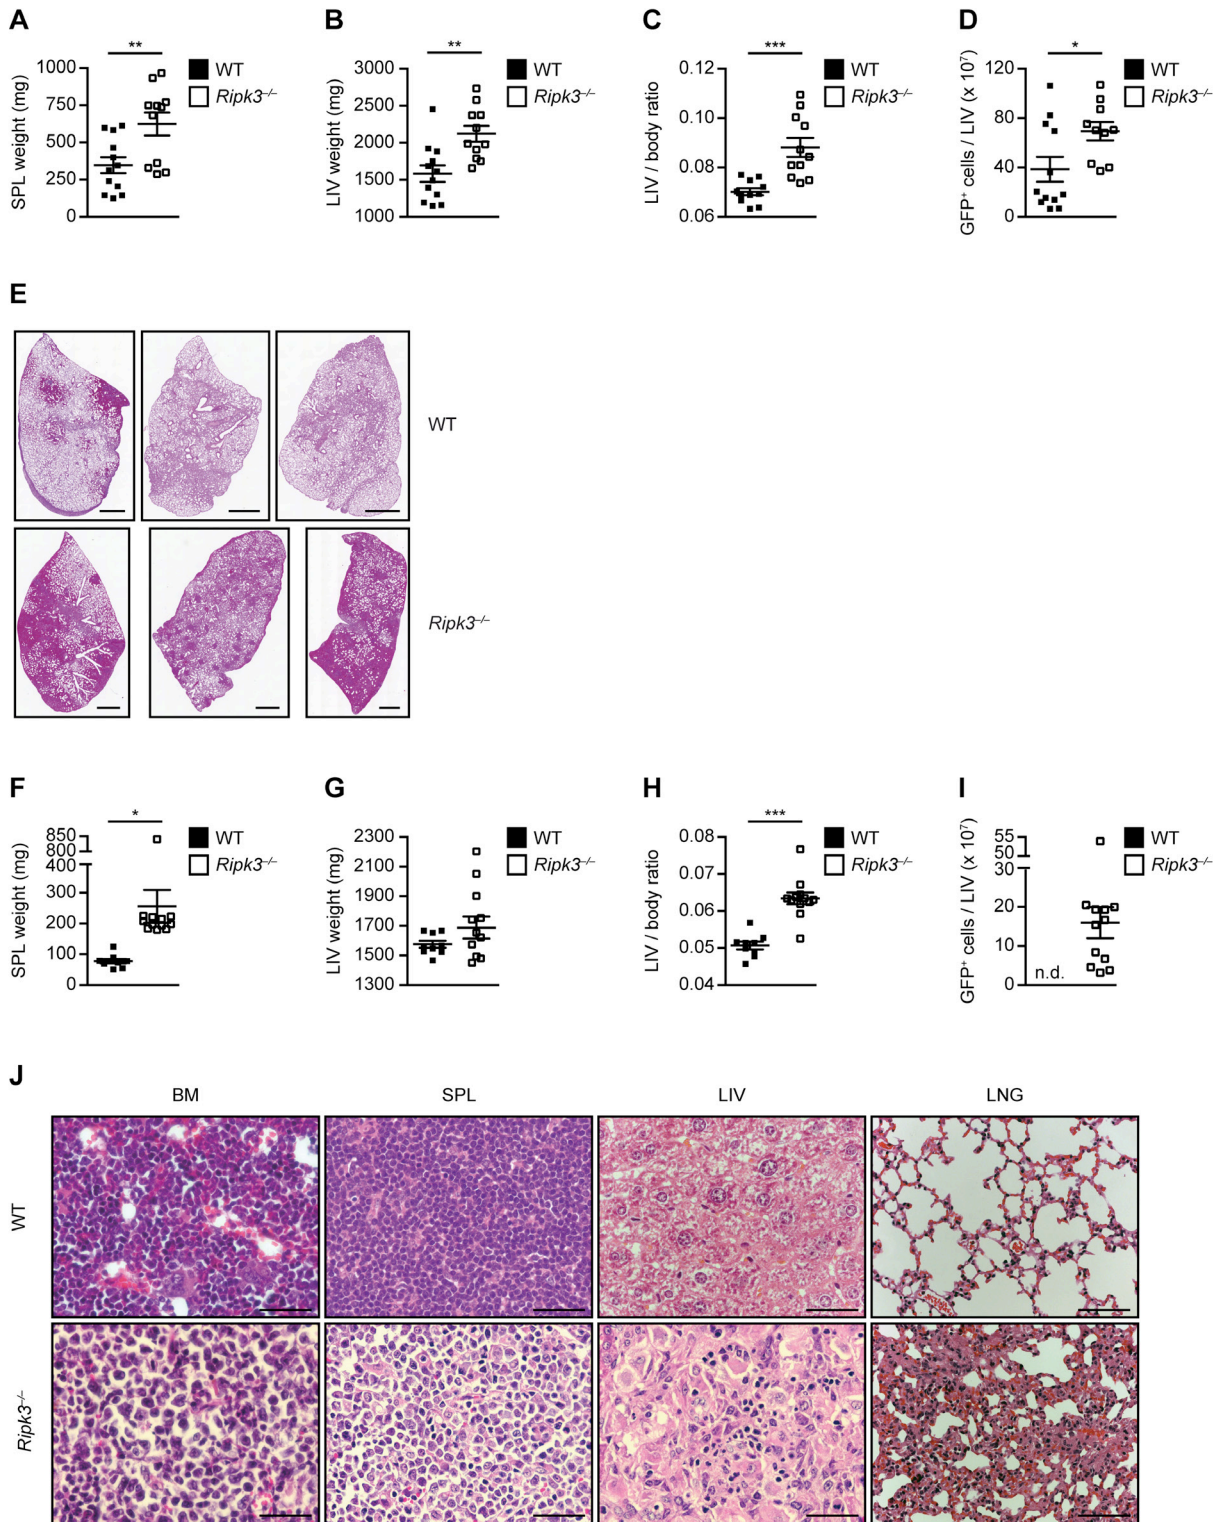 A
SPL weight (mg)
1000
750
500
250
0
**
WT
Ripk3–/–
B
LIV weight (mg)
3000
2500
2000
1500
1000
**
WT
Ripk3–/–
C
LIV / body ratio
0.12
0.10
0.08
0.06
***
WT
Ripk3–/–
D
GFP+ cells / LIV (x 10⁷)
120
80
40
0
*
WT
Ripk3–/–
E
WT
Ripk3–/–
F
SPL weight (mg)
850
800
400
300
200
100
0
*
WT
Ripk3–/–
G
LIV weight (mg)
2300
2100
1900
1700
1500
1300
WT
Ripk3–/–
H
LIV / body ratio
0.08
0.07
0.06
0.05
0.04
***
WT
Ripk3–/–
I
GFP+ cells / LIV (x 10⁷)
55
50
30
20
10
0
n.d.
WT
Ripk3–/–
J
BM
SPL
LIV
LNG
WT
Ripk3–/–